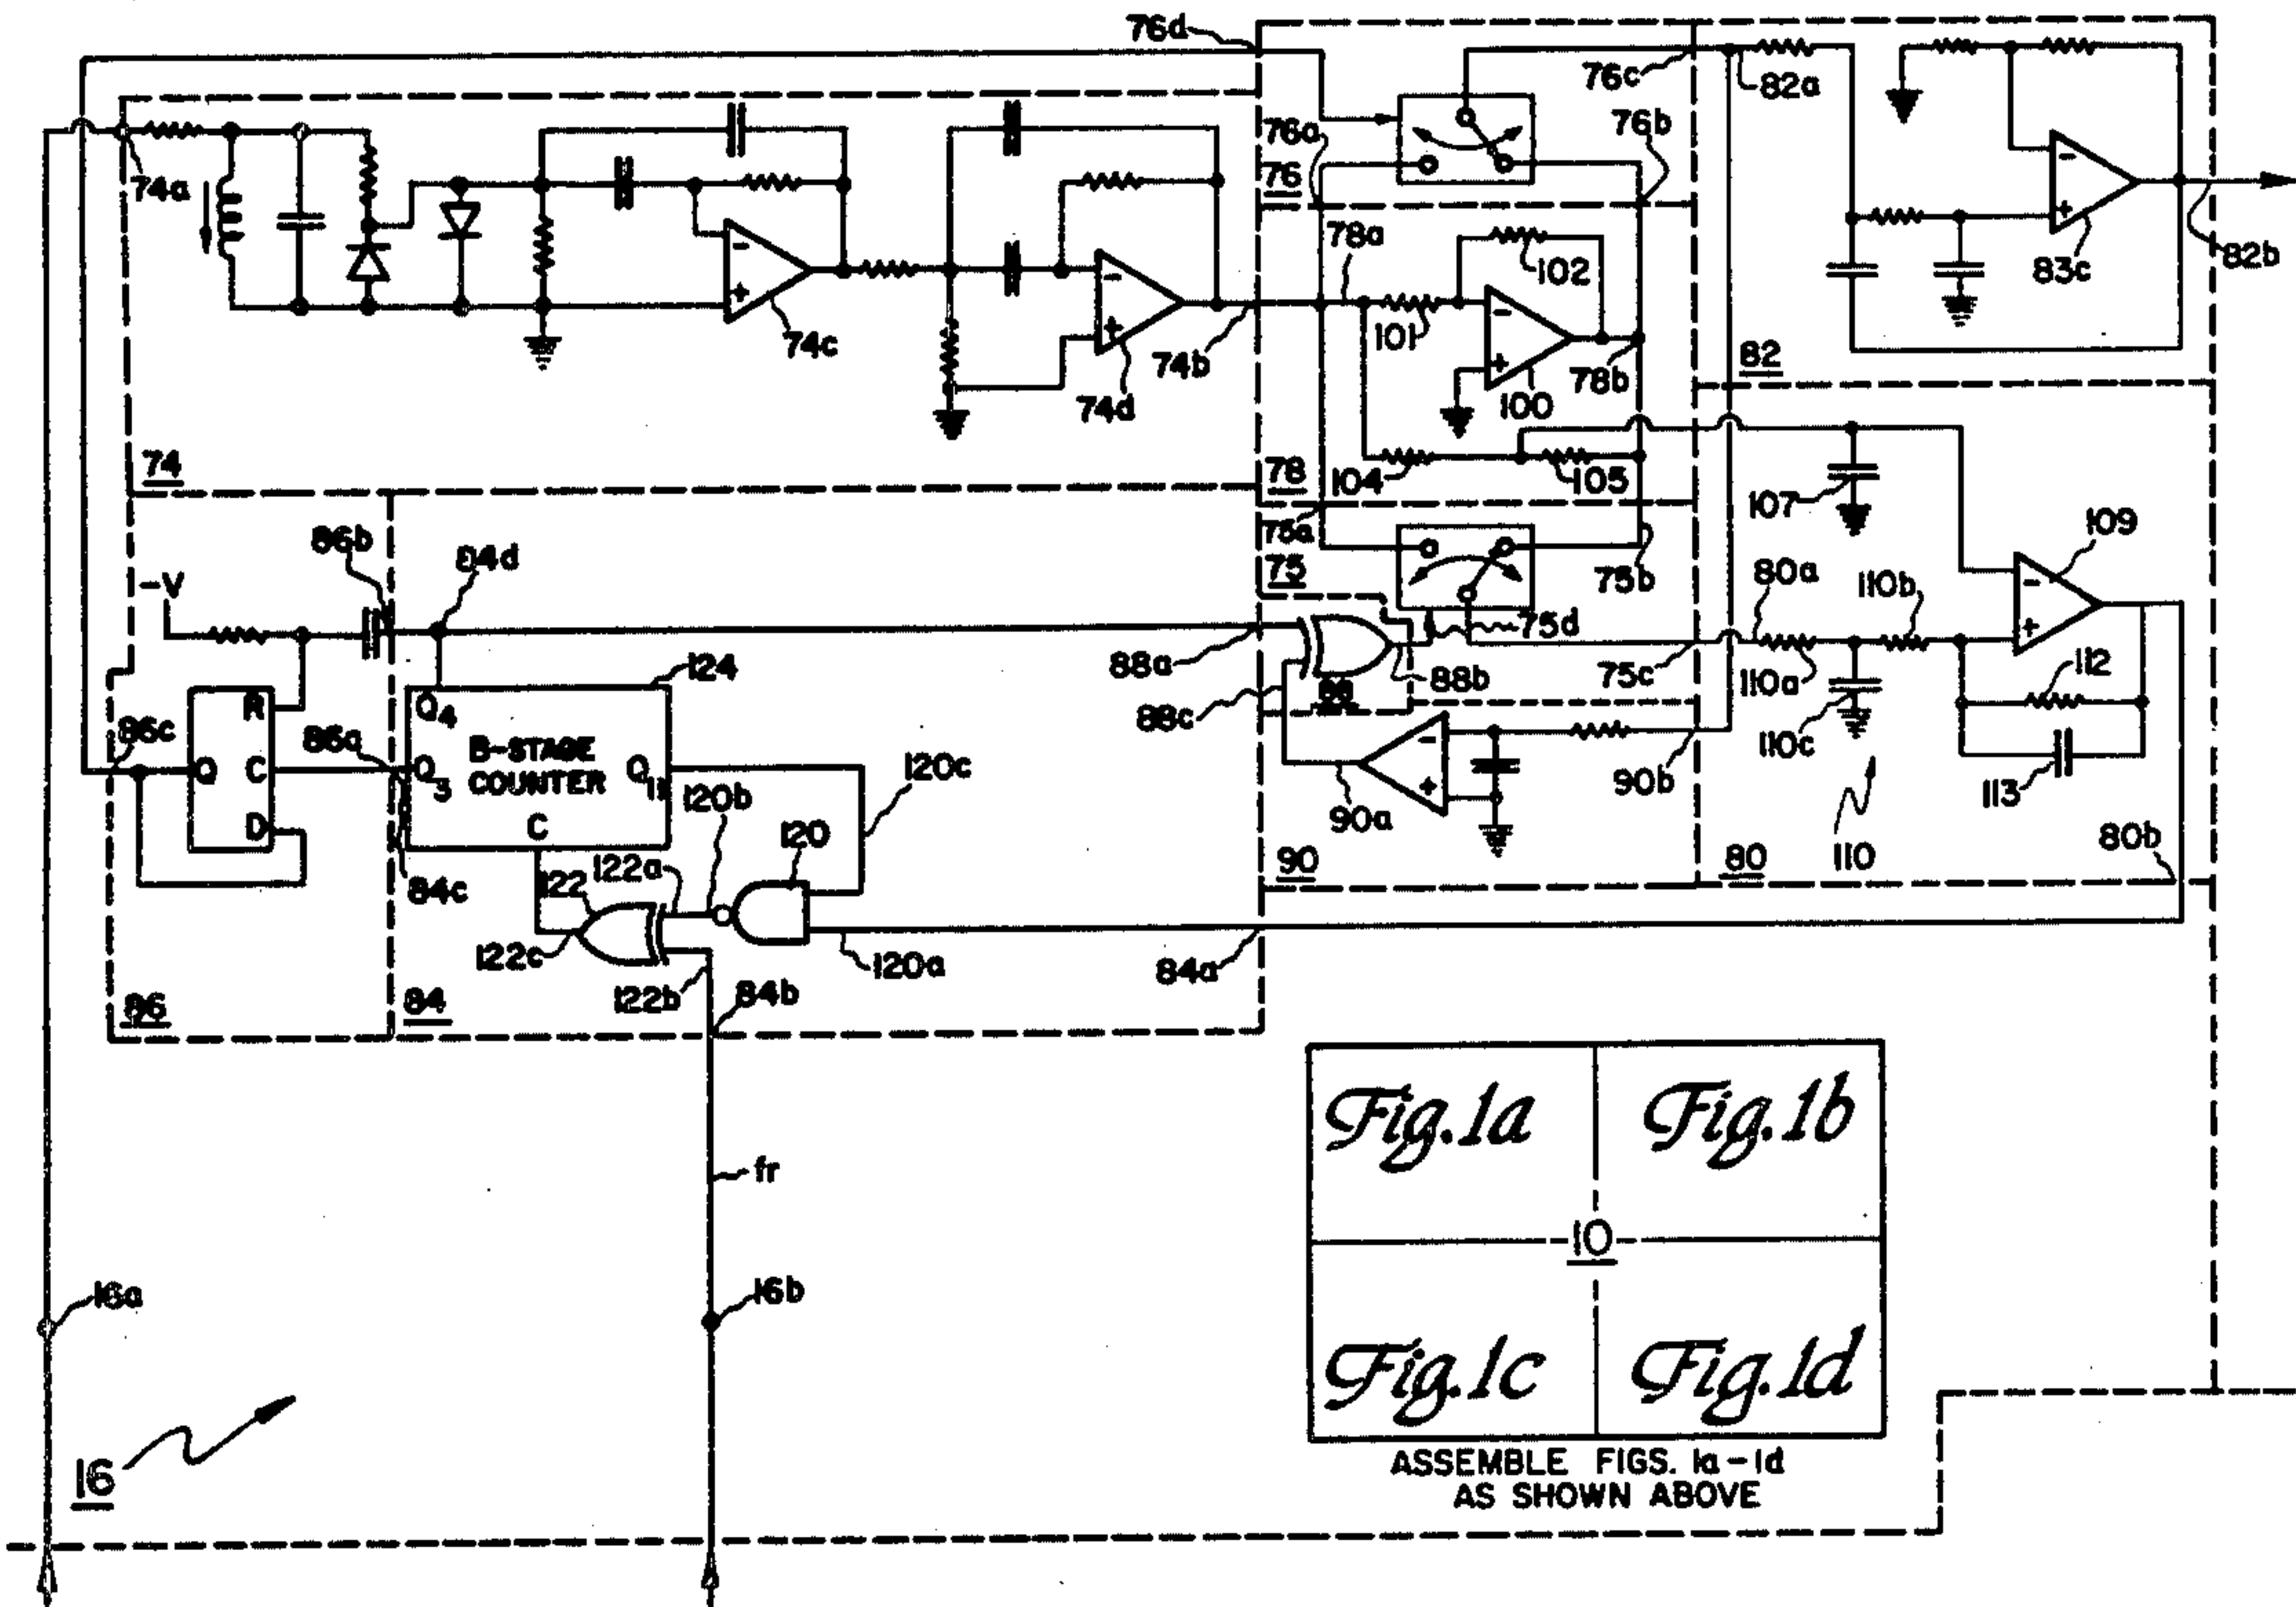 76d
76c
82a
74a
76a
76b
76
78a
102
83c
82b
101
74c
74b
78b
82
74d
100
74
78
104
105
107
75a
109
86b
84d
75
75b
80a
110b
-V
88a
75d
124
88
88b
75c
110a
112
R
Q4
88c
86c
86a
Q
C
Q3
B-STAGE
COUNTER
Q13
120c
120b
110c
90b
113
90a
D
C
120
80b
84c
122
122a
90
80
110
122c
120a
84a
86
84
122b
84b
Fig.1a
Fig.1b
fr
10
16a
16b
Fig.1c
Fig.1d
16
ASSEMBLE FIGS. 1a-1d
AS SHOWN ABOVE